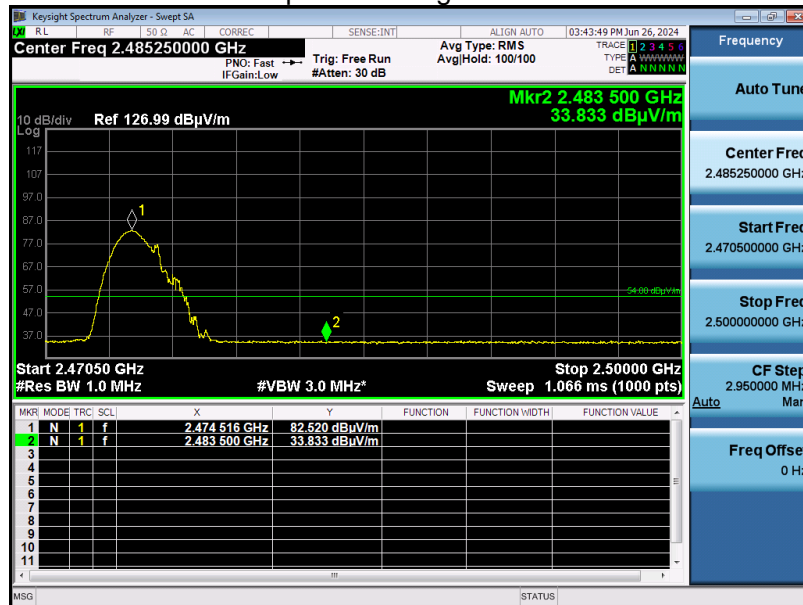 Keysight Spectrum Analyzer - Swept SA
LXI RL RF 50 Ω AC CORREC SENSE:INT ALIGN AUTO 03:43:49 PM Jun 26, 2024
Center Freq 2.485250000 GHz
PNO: Fast
IFGain:Low
Trig: Free Run
#Atten: 30 dB
Avg Type: RMS
Avg|Hold: 100/100
TRACE 1 2 3 4 5 6
TYPE A WWWWW
DET A N N N N N
Mkr2 2.483 500 GHz
33.833 dBµV/m
10 dB/div Ref 126.99 dBµV/m
Log
117
107
97.0
87.0
77.0
67.0
57.0
47.0
37.0
1
54.00 dBµV/m
2
Start 2.47050 GHz Stop 2.50000 GHz
#Res BW 1.0 MHz #VBW 3.0 MHz* Sweep 1.066 ms (1000 pts)
MKR MODE TRC SCL X Y FUNCTION FUNCTION WIDTH FUNCTION VALUE
1 N 1 f 2.474 516 GHz 82.520 dBµV/m
2 N 1 f 2.483 500 GHz 33.833 dBµV/m
3
4
5
6
7
8
9
10
11
MSG STATUS
Frequency
Auto Tune
Center Freq
2.485250000 GHz
Start Freq
2.470500000 GHz
Stop Freq
2.500000000 GHz
CF Step
2.950000 MHz
Auto Man
Freq Offset
0 Hz